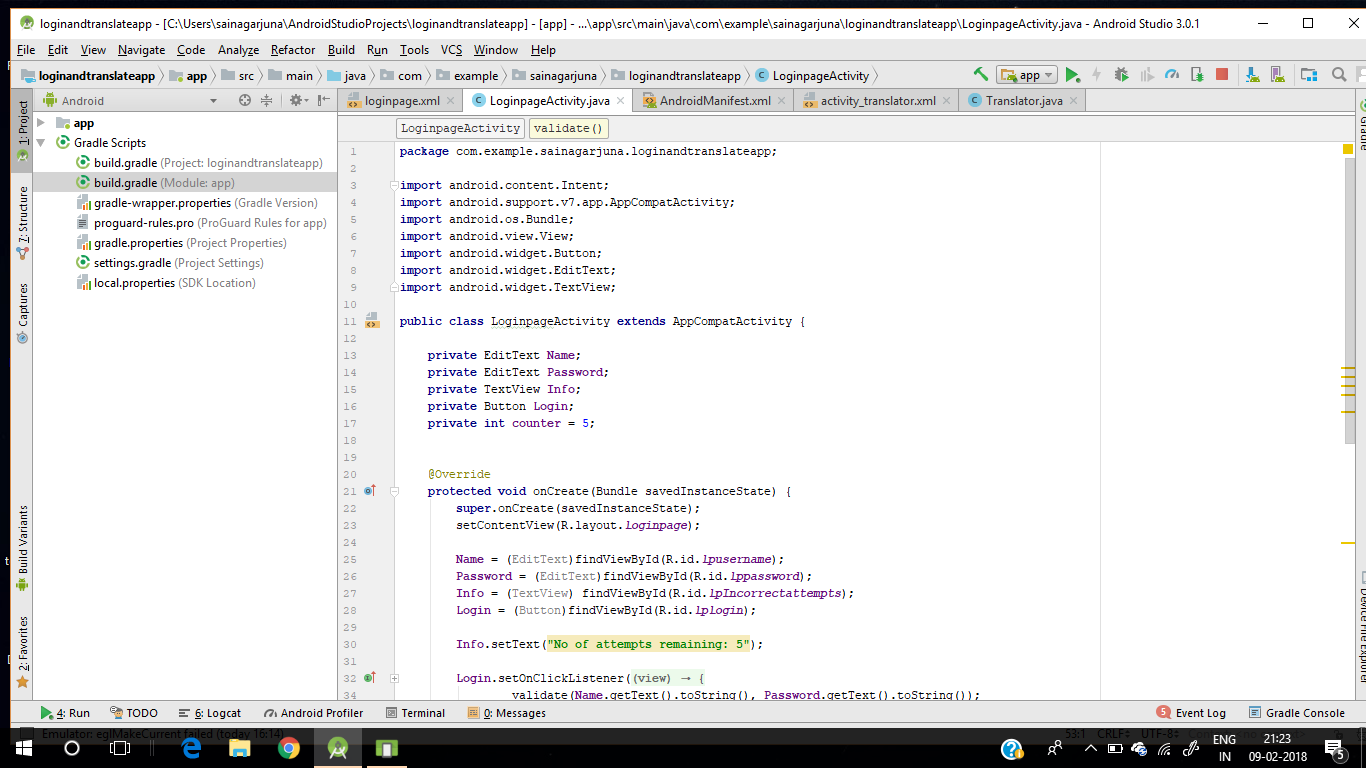 loginandtranslateapp - [C:\Users\sainagarjuna\AndroidStudioProjects\loginandtranslateapp] - [app] - ...\app\src\main\java\com\example\sainagarjuna\loginandtranslateapp\LoginpageActivity.java - Android Studio 3.0.1
File Edit View Navigate Code Analyze Refactor Build Run Tools VCS Window Help
loginandtranslateapp app src main java com example sainagarjuna loginandtranslateapp LoginpageActivity app
Android loginpage.xml LoginpageActivity.java AndroidManifest.xml activity_translator.xml Translator.java
1: Project
7: Structure
Captures
Build Variants
2: Favorites
app
Gradle Scripts
build.gradle (Project: loginandtranslateapp)
build.gradle (Module: app)
gradle-wrapper.properties (Gradle Version)
proguard-rules.pro (ProGuard Rules for app)
gradle.properties (Project Properties)
settings.gradle (Project Settings)
local.properties (SDK Location)
LoginpageActivity validate()
1 package com.example.sainagarjuna.loginandtranslateapp;
2
3 import android.content.Intent;
4 import android.support.v7.app.AppCompatActivity;
5 import android.os.Bundle;
6 import android.view.View;
7 import android.widget.Button;
8 import android.widget.EditText;
9 import android.widget.TextView;
10
11 public class LoginpageActivity extends AppCompatActivity {
12
13 private EditText Name;
14 private EditText Password;
15 private TextView Info;
16 private Button Login;
17 private int counter = 5;
18
19
20 @Override
21 protected void onCreate(Bundle savedInstanceState) {
22 super.onCreate(savedInstanceState);
23 setContentView(R.layout.loginpage);
24
25 Name = (EditText)findViewById(R.id.lpusername);
26 Password = (EditText)findViewById(R.id.lppassword);
27 Info = (TextView) findViewById(R.id.lpIncorrectattempts);
28 Login = (Button)findViewById(R.id.lplogin);
29
30 Info.setText("No of attempts remaining: 5");
31
32 Login.setOnClickListener((view) → {
34 validate(Name.getText().toString(), Password.getText().toString());
Gradle
Device File Explorer
4: Run TODO 6: Logcat Android Profiler Terminal 0: Messages 5 Event Log Gradle Console
Emulator: eglMakeCurrent failed (today 16:14) 53:1 CRLF UTF-8
ENG
IN
21:23
09-02-2018
5